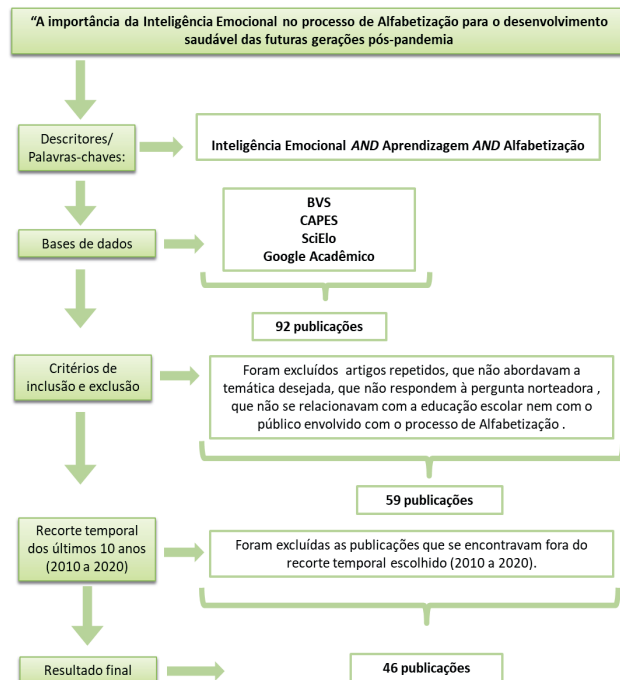 “A importância da Inteligência Emocional no processo de Alfabetização para o desenvolvimento
saudável das futuras gerações pós-pandemia
Descritores/
Palavras-chaves:
Inteligência Emocional AND Aprendizagem AND Alfabetização
Bases de dados
BVS
CAPES
SciElo
Google Acadêmico
92 publicações
Critérios de
inclusão e exclusão
Foram excluídos artigos repetidos, que não abordavam a
temática desejada, que não respondem à pergunta norteadora ,
que não se relacionavam com a educação escolar nem com o
público envolvido com o processo de Alfabetização .
59 publicações
Recorte temporal
dos últimos 10 anos
(2010 a 2020)
Foram excluídas as publicações que se encontravam fora do
recorte temporal escolhido (2010 a 2020).
Resultado final
46 publicações